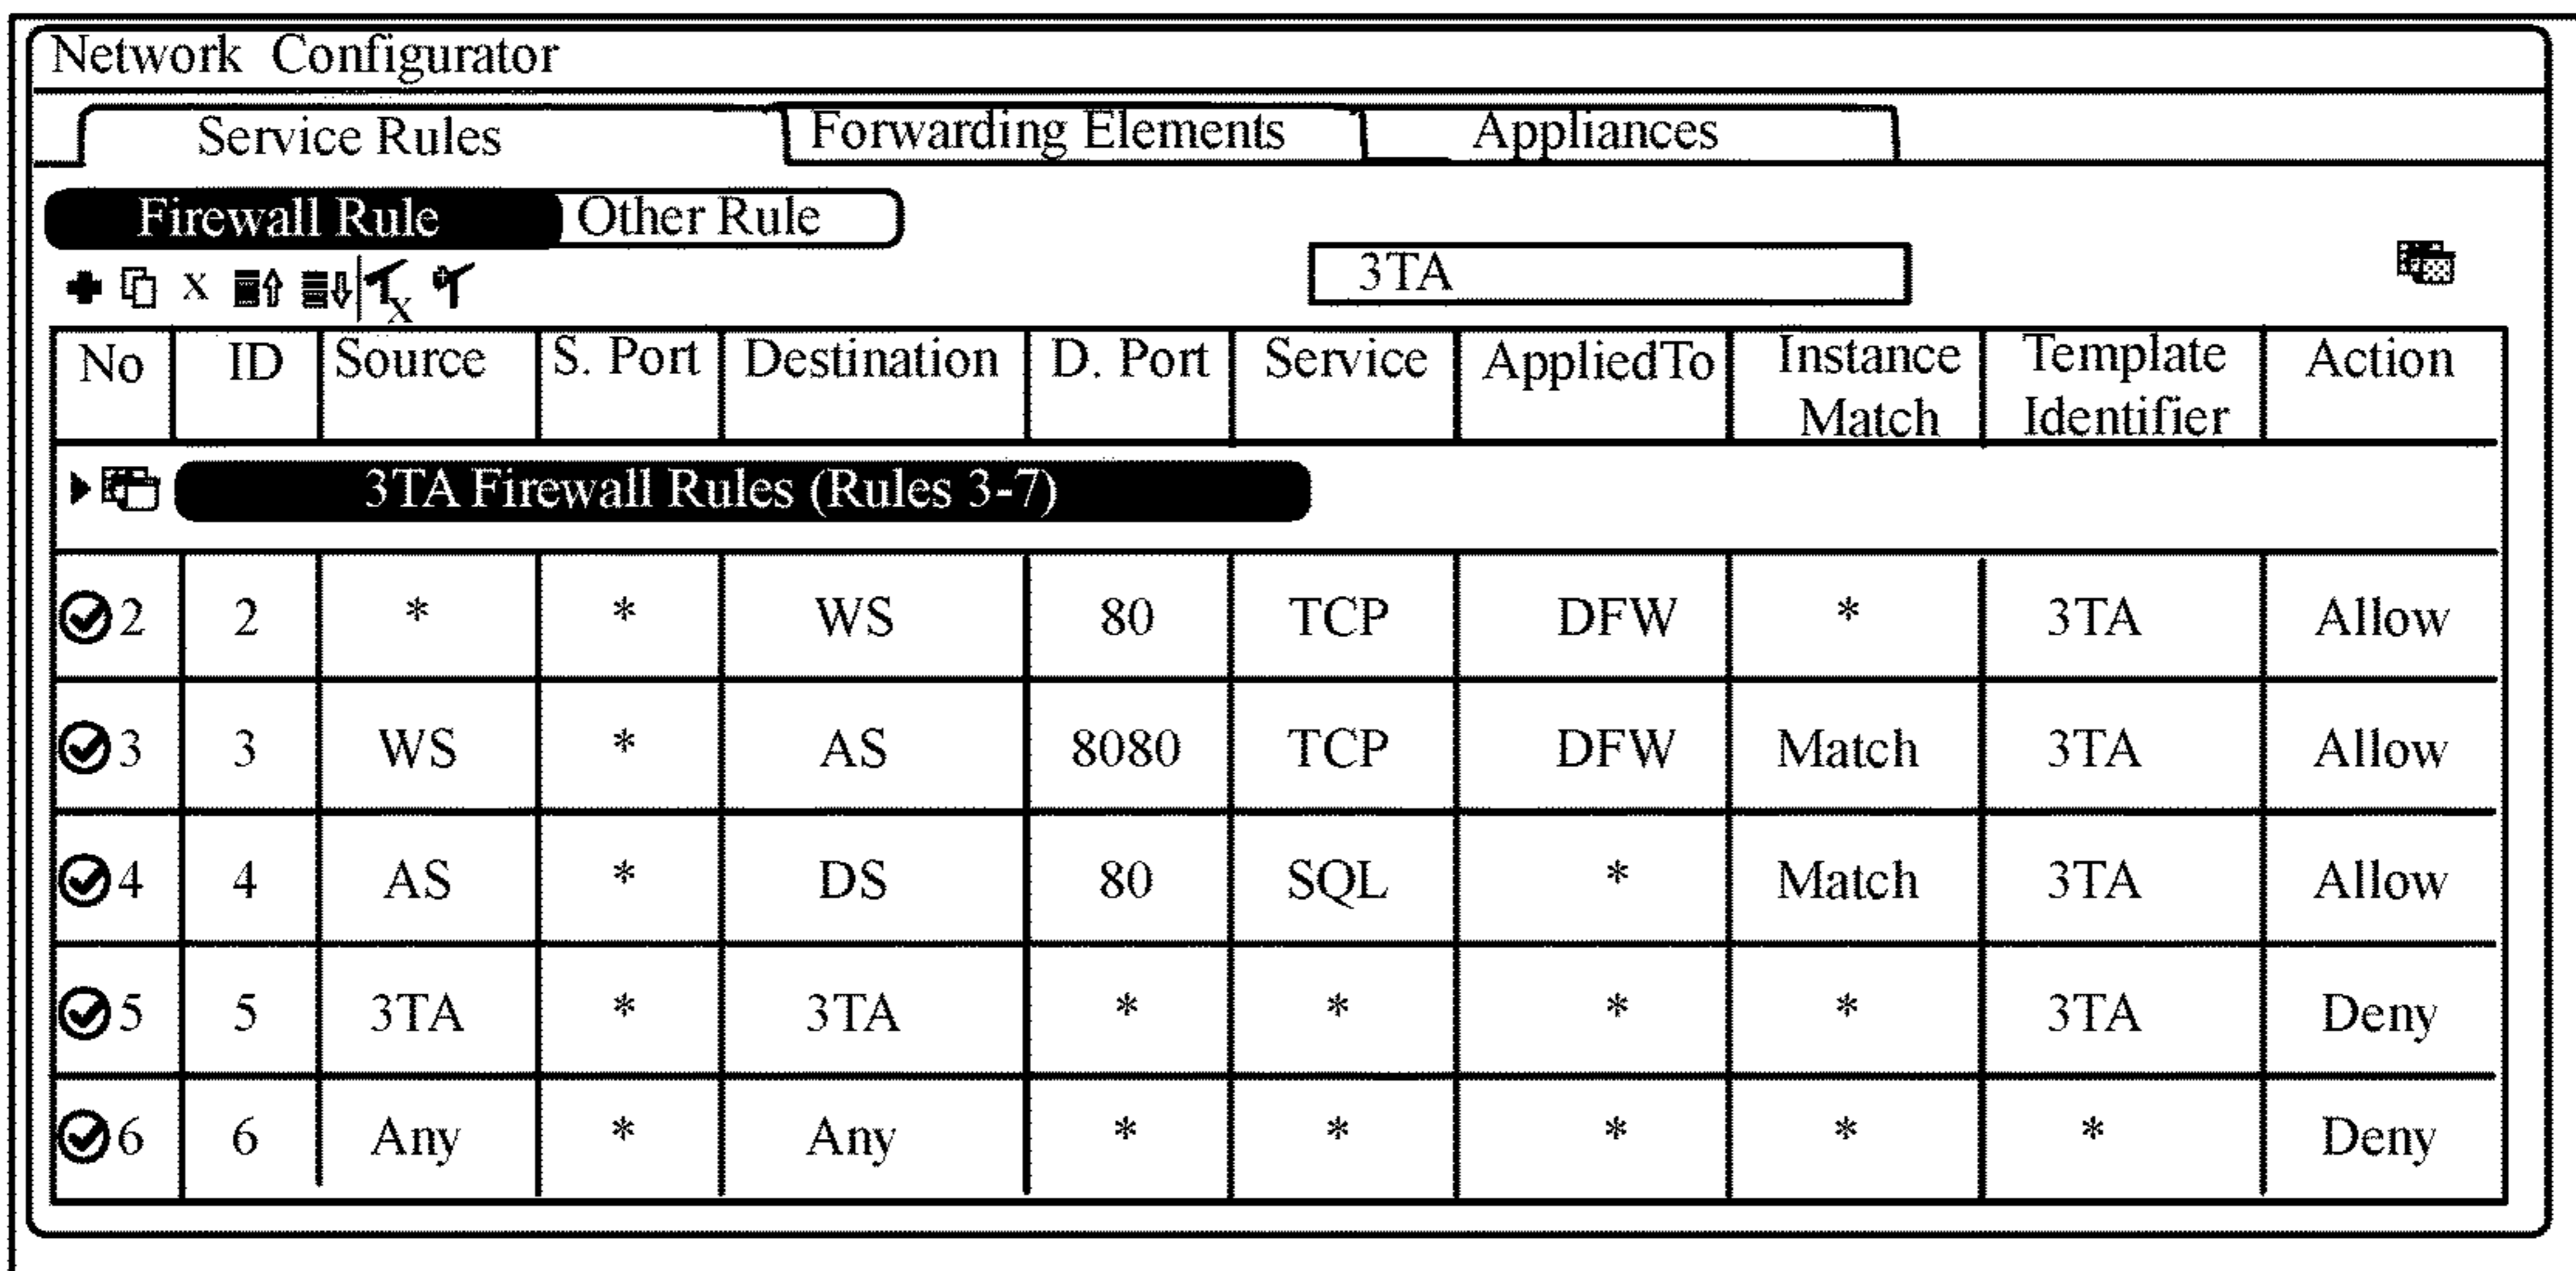 Network Configurator
Service Rules Forwarding Elements Appliances
Firewall Rule Other Rule
X X 3TA
No ID Source S. Port Destination D. Port Service AppliedTo Instance Match Template Identifier Action
3TA Firewall Rules (Rules 3-7)
2 2 * * WS 80 TCP DFW * 3TA Allow
3 3 WS * AS 8080 TCP DFW Match 3TA Allow
4 4 AS * DS 80 SQL * Match 3TA Allow
5 5 3TA * 3TA * * * * 3TA Deny
6 6 Any * Any * * * * * Deny